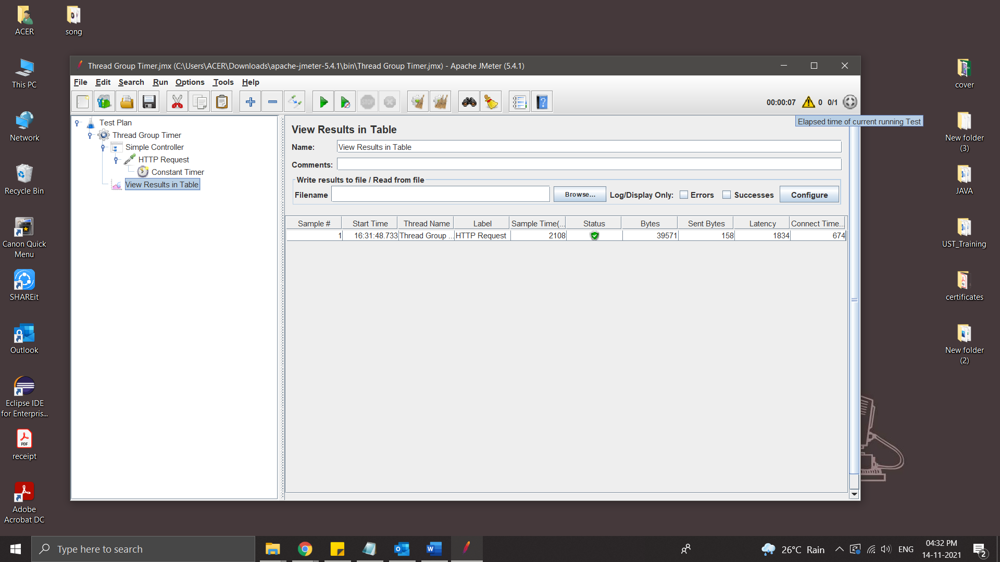 ACER
song
This PC
Network
Recycle Bin
Canon Quick
Menu
SHAREit
Outlook
Eclipse IDE
for Enterpris...
PDF
receipt
Adobe
Acrobat DC
Thread Group Timer.jmx (C:\Users\ACER\Downloads\apache-jmeter-5.4.1\bin\Thread Group Timer.jmx) - Apache JMeter (5.4.1)
File Edit Search Run Options Tools Help
STOP
00:00:07 0 0/1
Elapsed time of current running Test
Test Plan
Thread Group Timer
Simple Controller
HTTP Request
Constant Timer
View Results in Table
View Results in Table
Name: View Results in Table
Comments:
Write results to file / Read from file
Filename Browse... Log/Display Only: Errors Successes Configure
Sample # Start Time Thread Name Label Sample Time(... Status Bytes Sent Bytes Latency Connect Time...
1 16:31:48.733 Thread Group ... HTTP Request 2108 39571 158 1834 674
cover
New folder
(3)
JAVA
UST_Training
certificates
New folder
(2)
Type here to search
26°C Rain
ENG
04:32 PM
14-11-2021
2